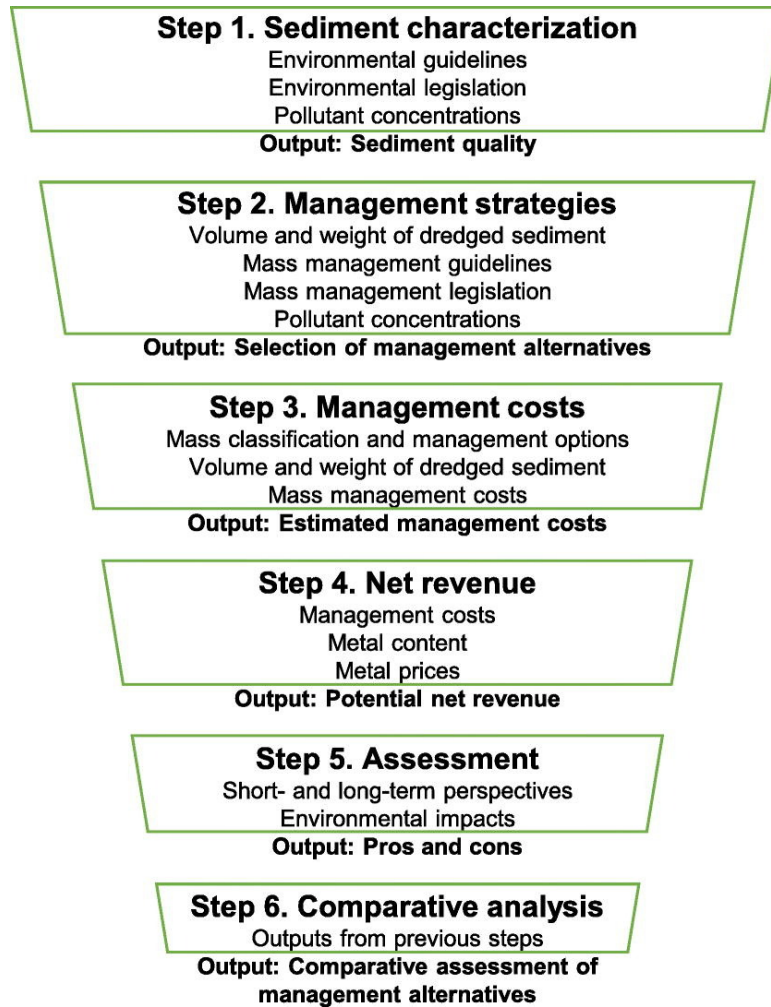 Step 1. Sediment characterization
Environmental guidelines
Environmental legislation
Pollutant concentrations
Output: Sediment quality
Step 2. Management strategies
Volume and weight of dredged sediment
Mass management guidelines
Mass management legislation
Pollutant concentrations
Output: Selection of management alternatives
Step 3. Management costs
Mass classification and management options
Volume and weight of dredged sediment
Mass management costs
Output: Estimated management costs
Step 4. Net revenue
Management costs
Metal content
Metal prices
Output: Potential net revenue
Step 5. Assessment
Short- and long-term perspectives
Environmental impacts
Output: Pros and cons
Step 6. Comparative analysis
Outputs from previous steps
Output: Comparative assessment of
management alternatives